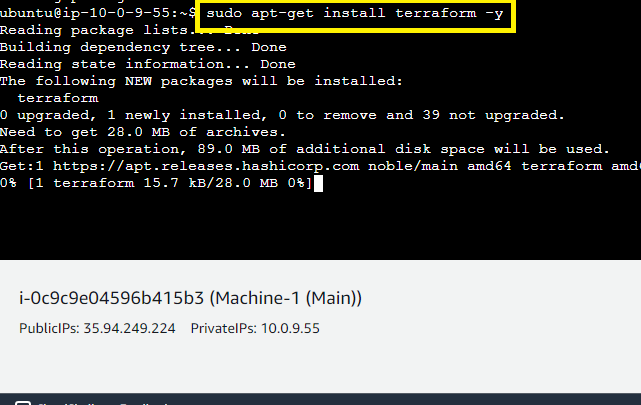 ubuntu@ip-10-0-9-55:~$ sudo apt-get install terraform -y
Reading package lists... Done
Building dependency tree... Done
Reading state information... Done
The following NEW packages will be installed:
  terraform
0 upgraded, 1 newly installed, 0 to remove and 39 not upgraded.
Need to get 28.0 MB of archives.
After this operation, 89.0 MB of additional disk space will be used.
Get:1 https://apt.releases.hashicorp.com noble/main amd64 terraform amd6
0% [1 terraform 15.7 kB/28.0 MB 0%]
i-0c9c9e04596b415b3 (Machine-1 (Main))
PublicIPs: 35.94.249.224 PrivateIPs: 10.0.9.55